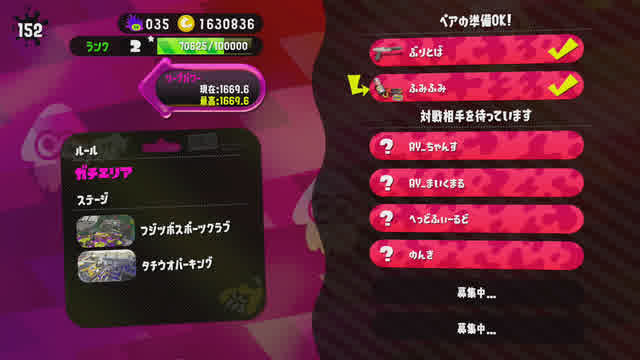 152
035
1630836
ランク 2
70825/100000
リーグパワー
現在:1669.6
最高:1669.6
ルール
ガチエリア
ステージ
フジツボスポーツクラブ
タチウオパーキング
ペアの準備OK!
ぷりとば
ふみふみ
対戦相手を待っています
? AY_ちゃんす
? AY_まいくまる
? へっどふぃーるど
? のんき
募集中...
募集中...